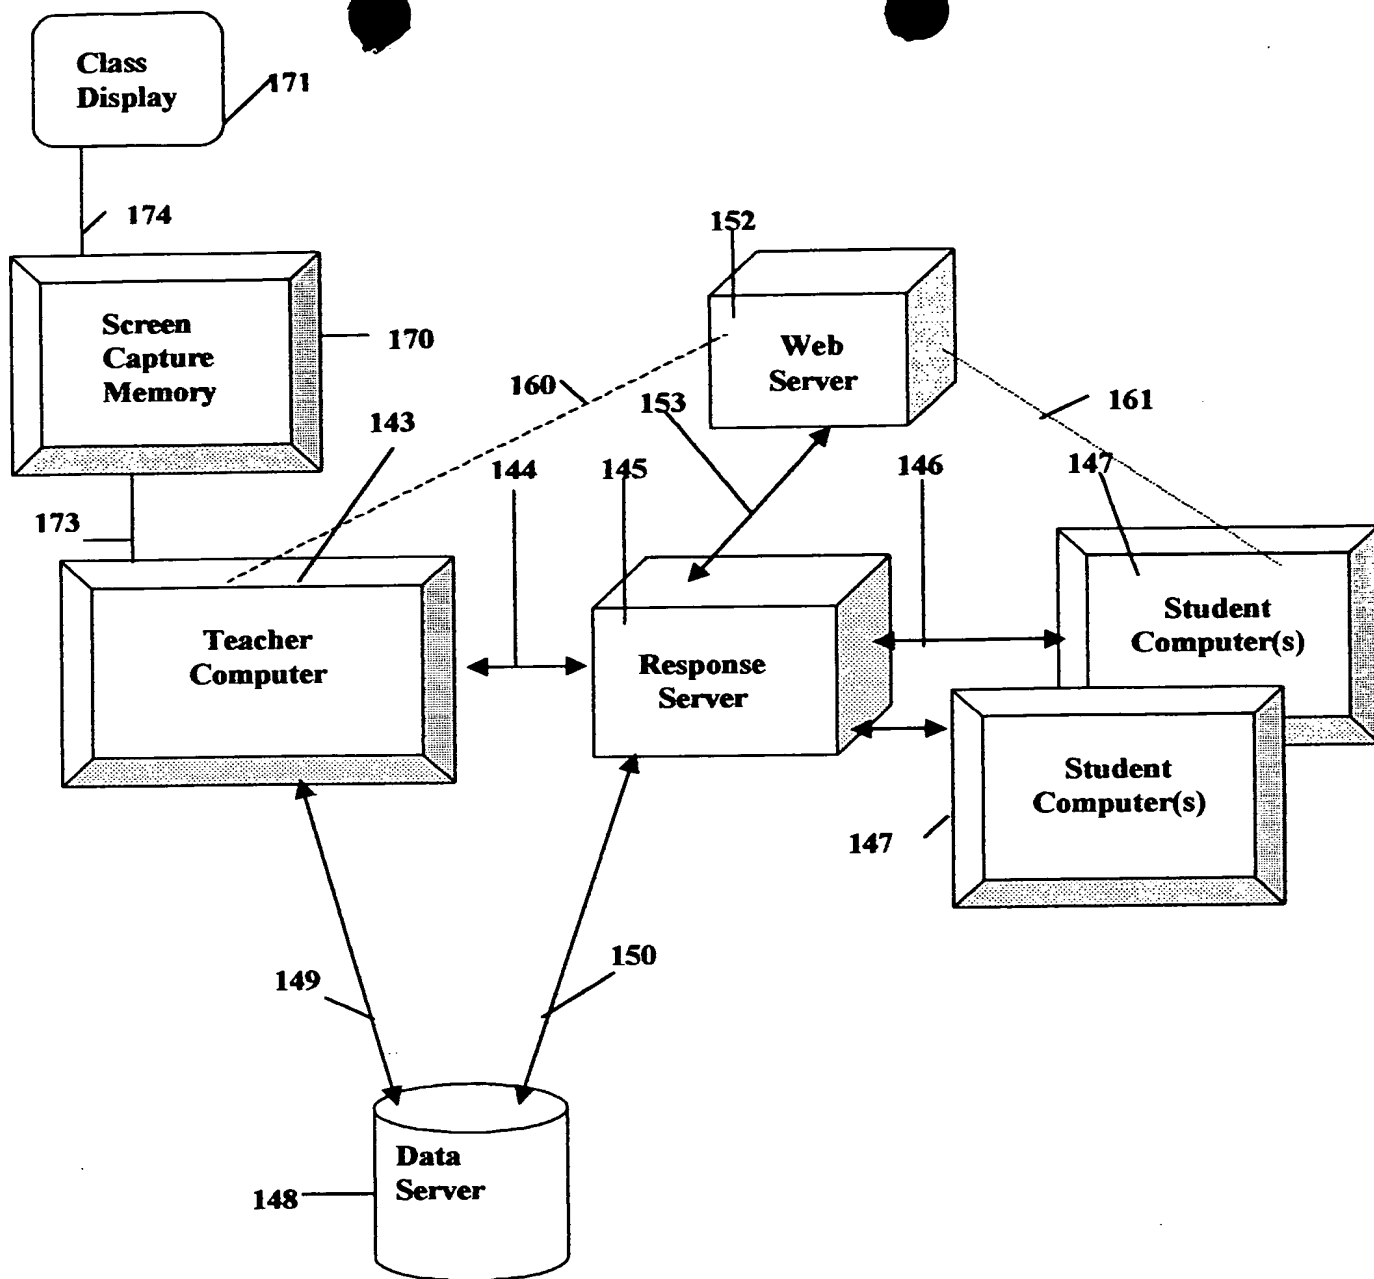 Class
Display
171
174
152
Screen
Capture
Memory
170
Web
Server
160
153
161
143
144
145
146
147
173
Teacher
Computer
Response
Server
Student
Computer(s)
Student
Computer(s)
147
149
150
Data
Server
148